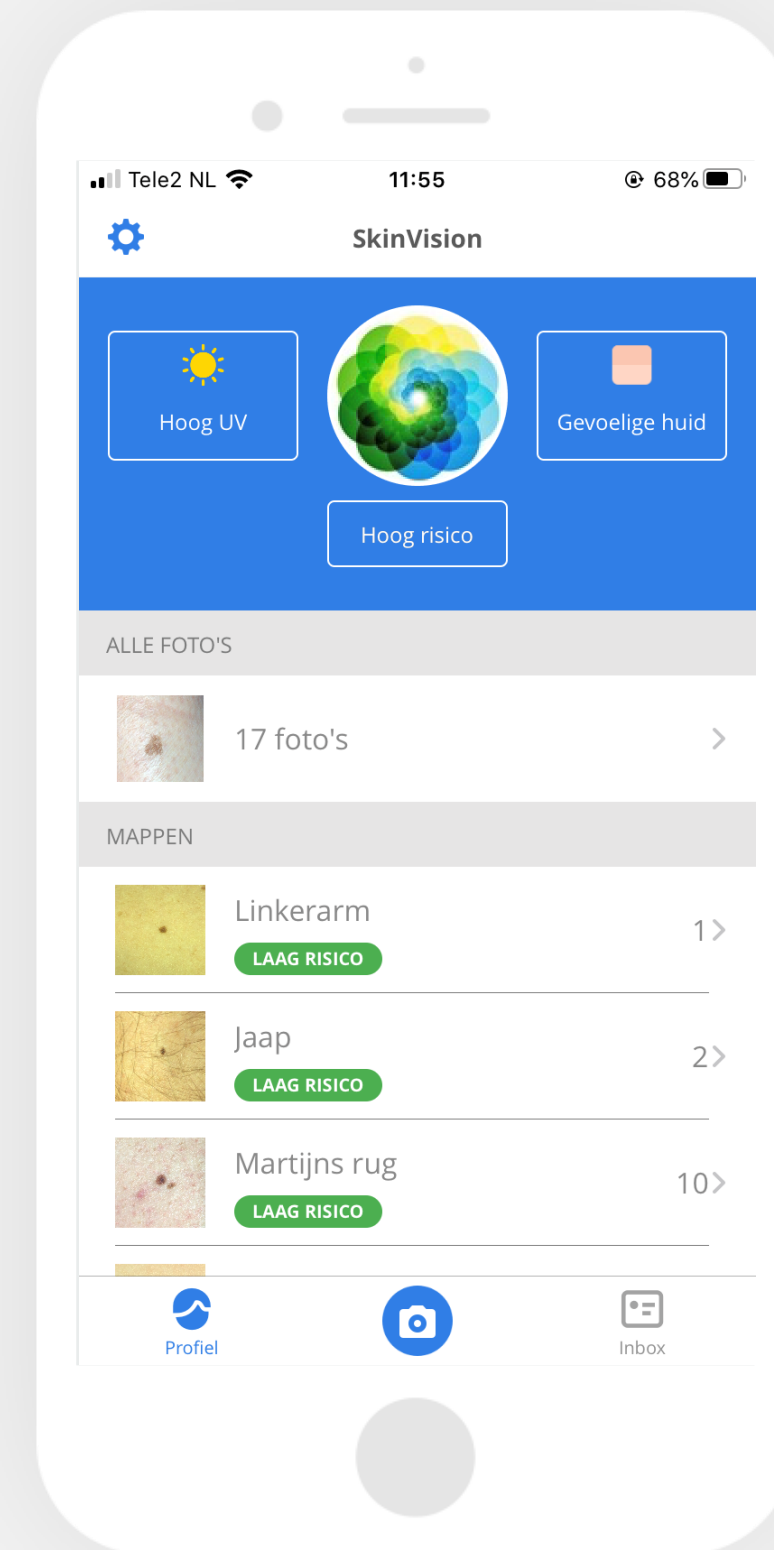 Tele2 NL 11:55 68%
SkinVision
Hoog UV
Gevoelige huid
Hoog risico
ALLE FOTO'S
17 foto's
MAPPEN
Linkerarm
1
LAAG RISICO
Jaap
2
LAAG RISICO
Martijns rug
10
LAAG RISICO
Profiel
Inbox